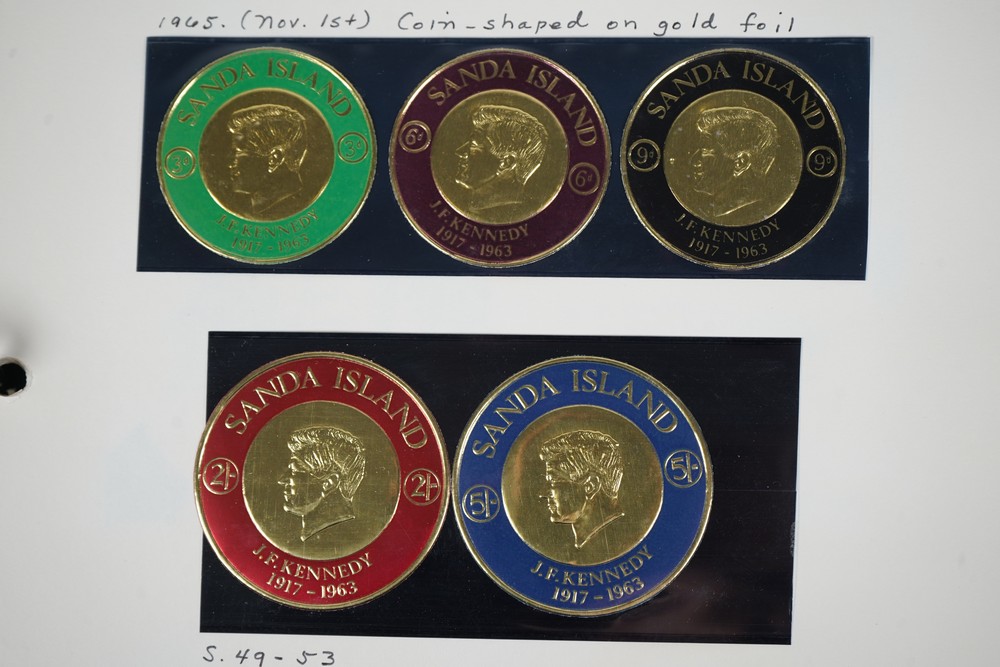 1965. (Nov. 1st) Coin-shaped on gold foil
SANDA ISLAND
3D
3D
J.F. KENNEDY
1917 - 1963
SANDA ISLAND
6D
6D
J.F. KENNEDY
1917 - 1963
SANDA ISLAND
9D
9D
J.F. KENNEDY
1917 - 1963
SANDA ISLAND
2/-
2/-
J.F. KENNEDY
1917 - 1963
SANDA ISLAND
5/-
5/-
J.F. KENNEDY
1917 - 1963
S. 49 - 53